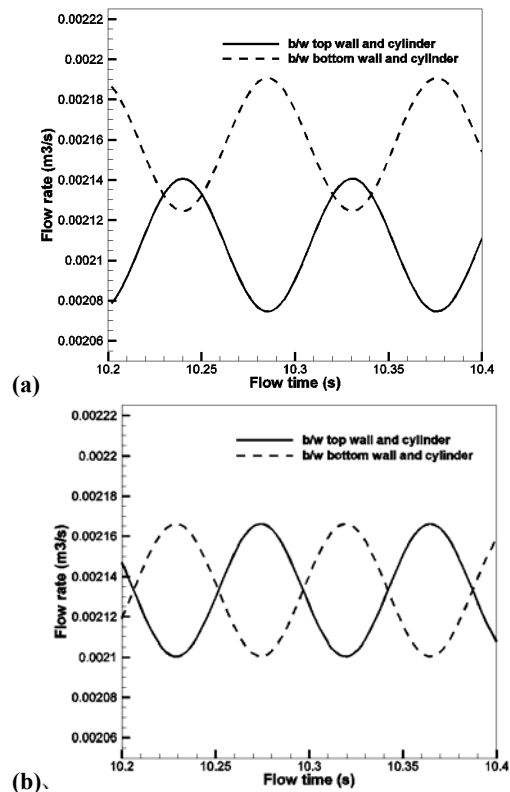 0.00222
b/w top wall and cylinder
b/w bottom wall and cylinder
0.0022
0.00218
0.00216
0.00214
0.00212
0.0021
0.00208
0.00206
Flow rate (m3/s)
10.2 10.25 10.3 10.35 10.4
Flow time (s)
(a)
0.00222
b/w top wall and cylinder
b/w bottom wall and cylinder
0.0022
0.00218
0.00216
0.00214
0.00212
0.0021
0.00208
0.00206
Flow rate (m3/s)
10.2 10.25 10.3 10.35 10.4
Flow time (s)
(b)、